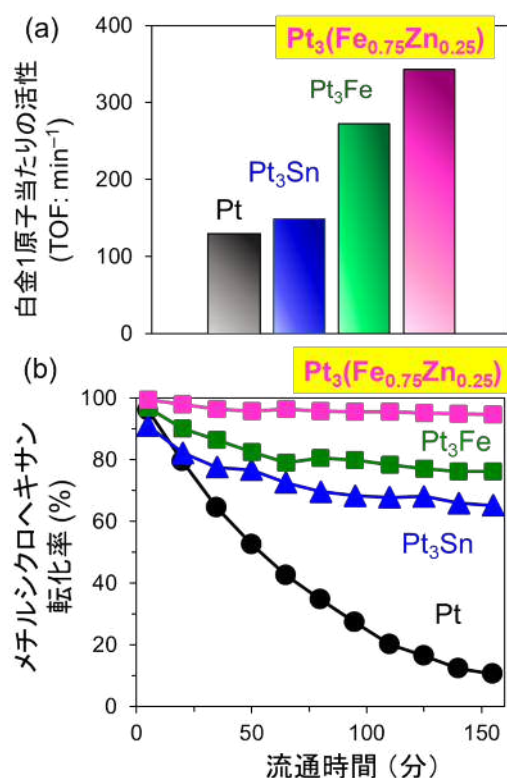 (a)
Pt₃(Fe₀.₇₅Zn₀.₂₅)
白金1原子当たりの活性
(TOF: min⁻¹)
400
300
200
100
0
Pt
Pt₃Sn
Pt₃Fe
(b)
Pt₃(Fe₀.₇₅Zn₀.₂₅)
メチルシクロヘキサン
転化率 (%)
100
80
60
40
20
0
Pt₃Fe
Pt₃Sn
Pt
0 50 100 150
流通時間（分）